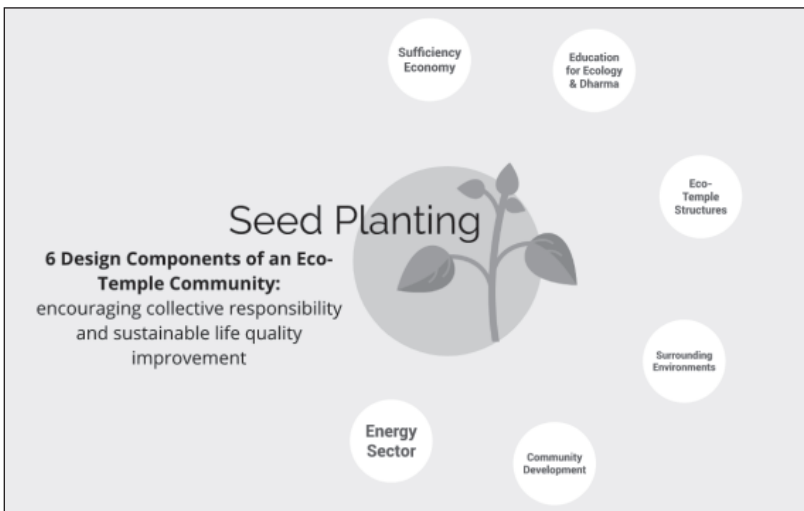 Sufficiency
Economy
Education
for Ecology
& Dharma
Eco-
Temple
Structures
Seed Planting
6 Design Components of an Eco-
Temple Community:
encouraging collective responsibility
and sustainable life quality
improvement
Surrounding
Environments
Energy
Sector
Community
Development